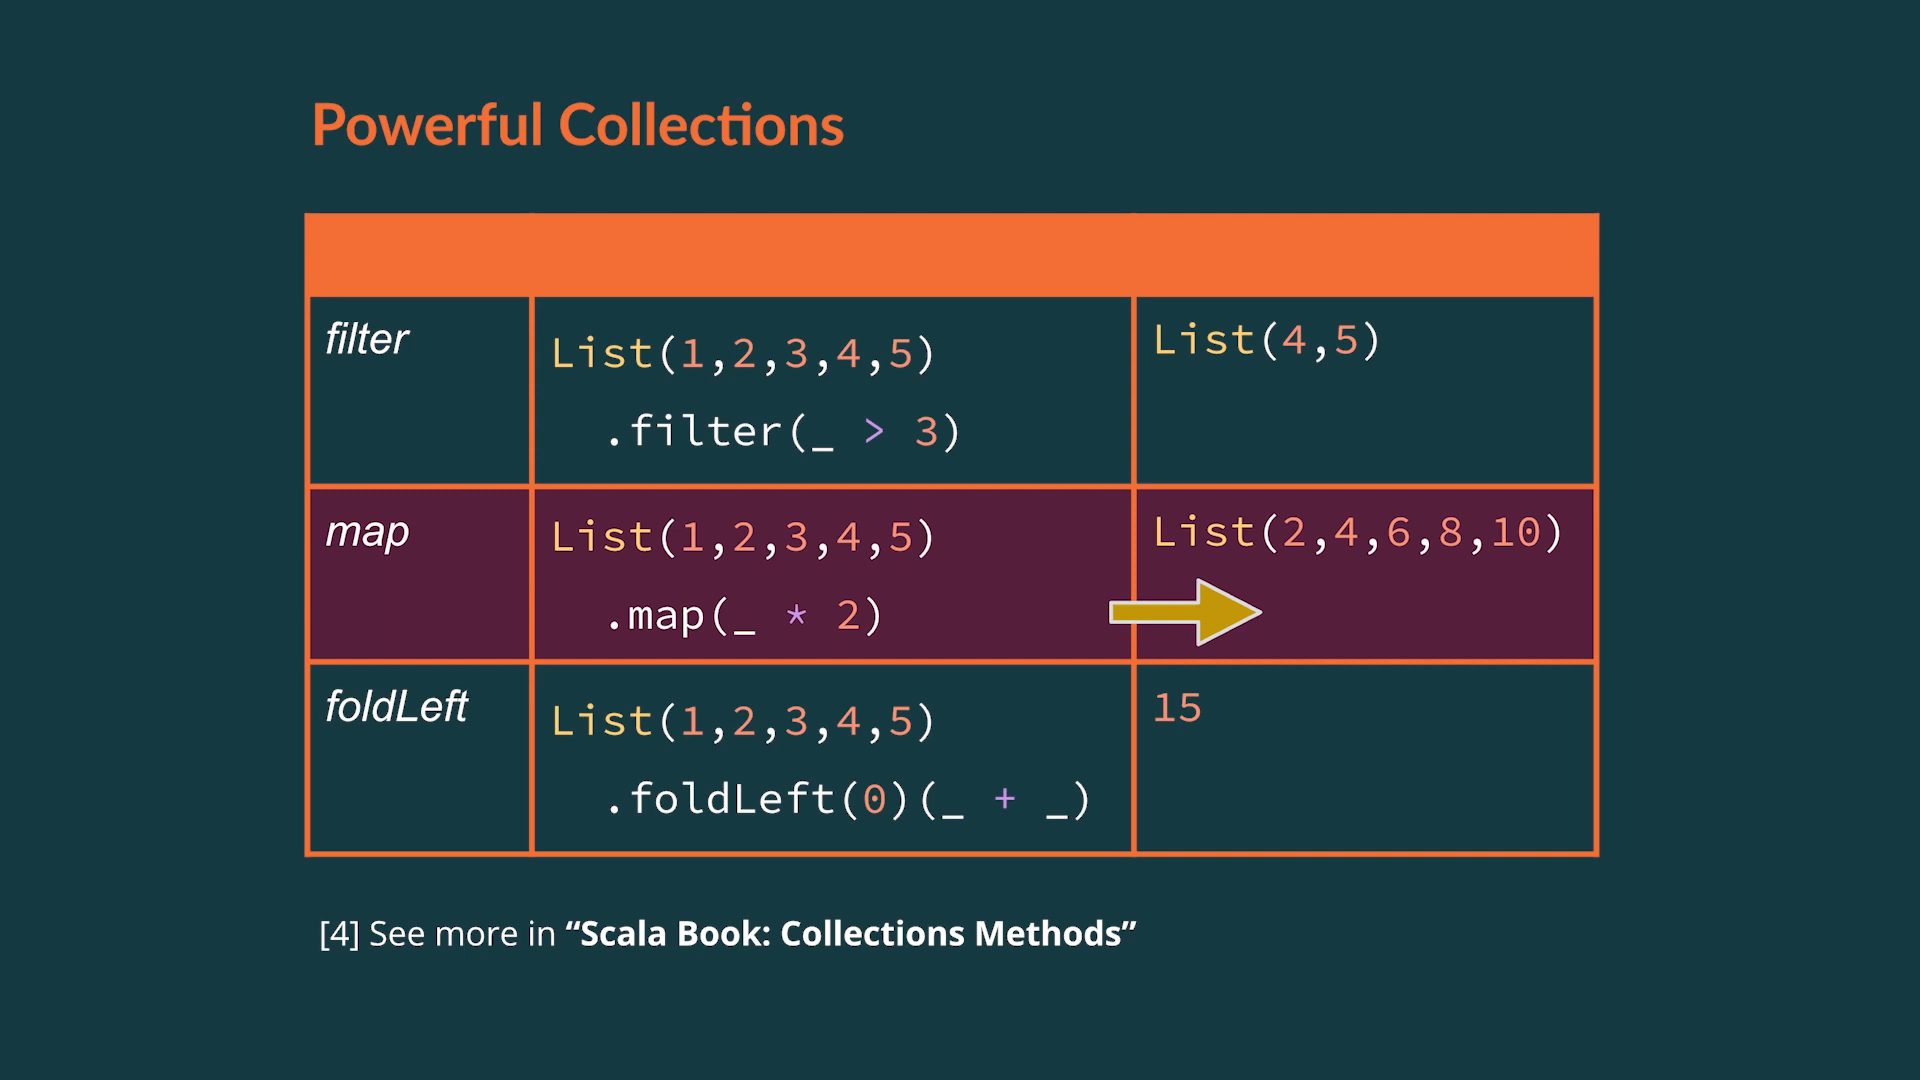 Powerful Collections
filter
List(1,2,3,4,5)
.filter(_ > 3)
List(4,5)
map
List(1,2,3,4,5)
.map(_ * 2)
List(2,4,6,8,10)
foldLeft
List(1,2,3,4,5)
.foldLeft(0)(_ + _)
15
[4] See more in “Scala Book: Collections Methods”